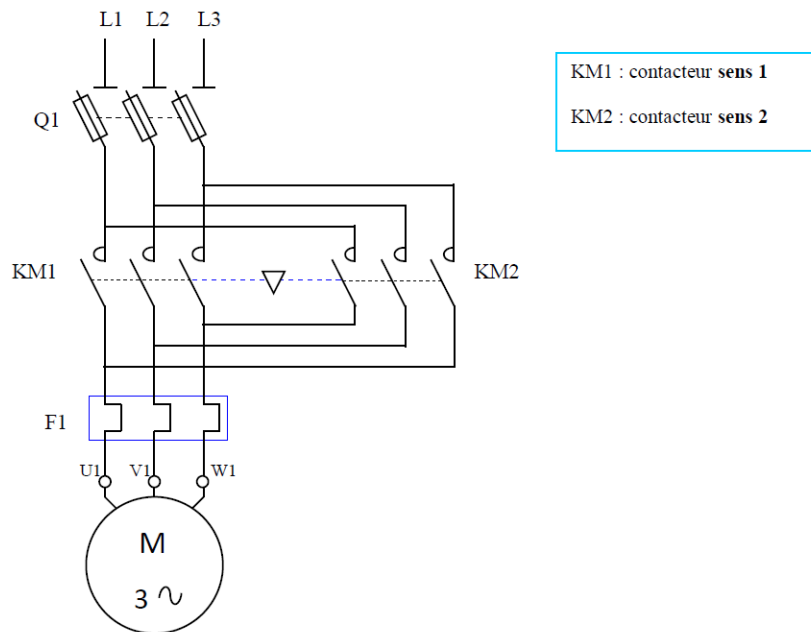 L1 L2 L3
KM1 : contacteur sens 1
Q1
KM2 : contacteur sens 2
KM1
KM2
F1
U1 V1 W1
M
3